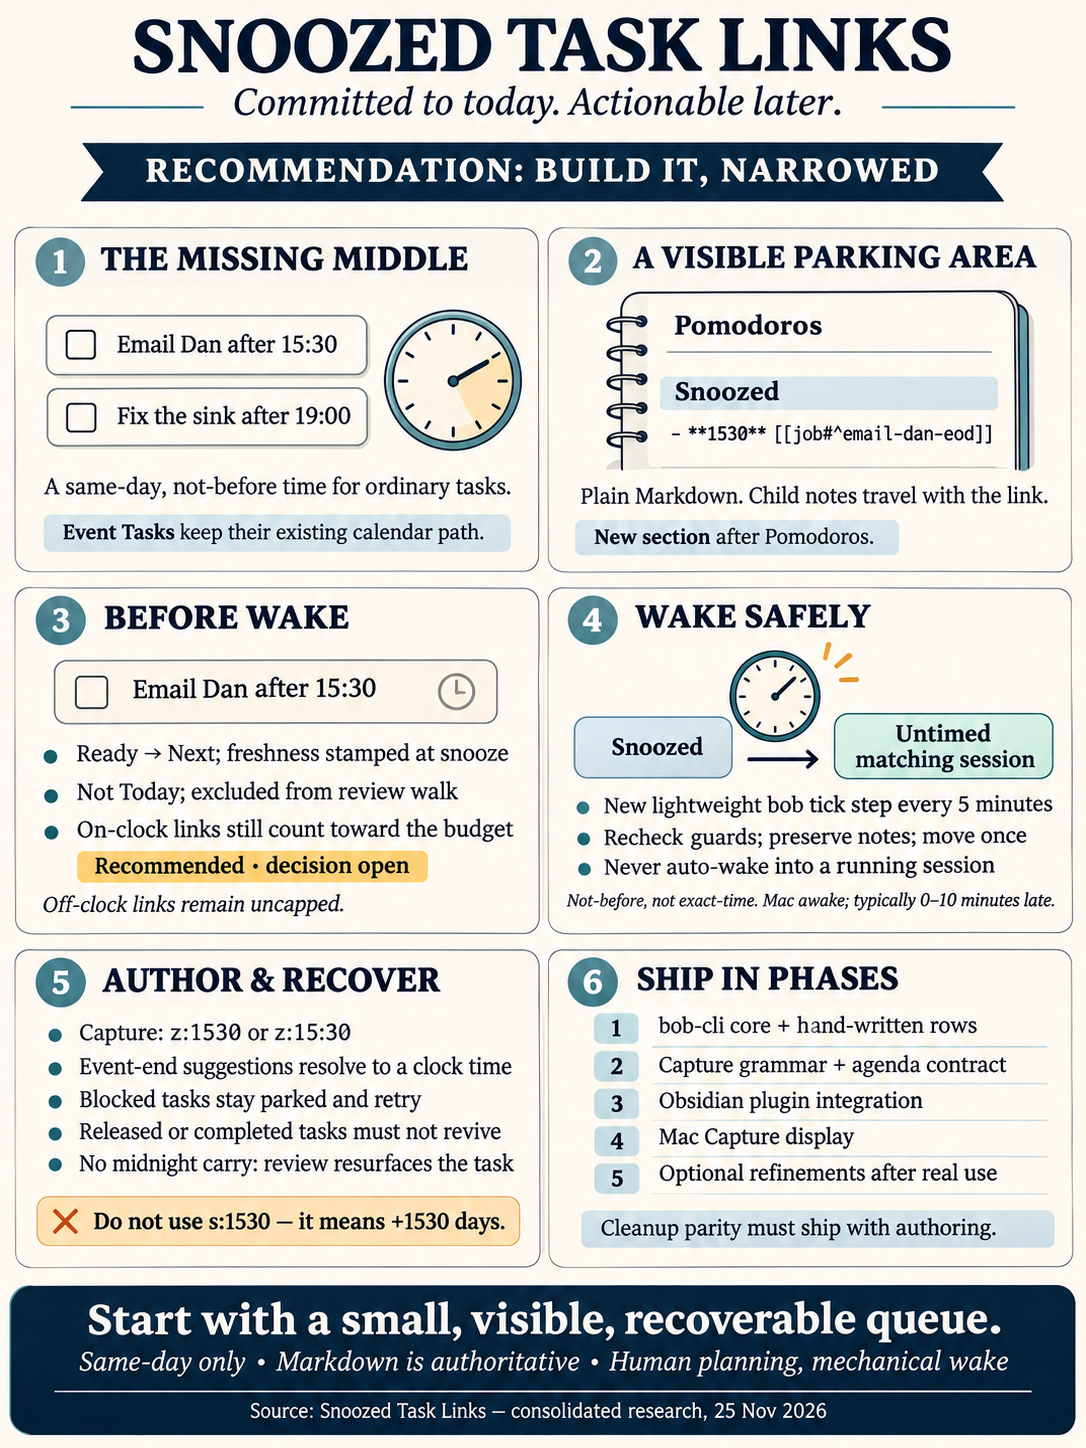 SNOOZED TASK LINKS
Committed to today. Actionable later.
RECOMMENDATION: BUILD IT, NARROWED
1 THE MISSING MIDDLE
Email Dan after 15:30
Fix the sink after 19:00
A same-day, not-before time for ordinary tasks.
Event Tasks keep their existing calendar path.
2 A VISIBLE PARKING AREA
Pomodoros
Snoozed
- **1530** [[job#^email-dan-eod]]
Plain Markdown. Child notes travel with the link.
New section after Pomodoros.
3 BEFORE WAKE
Email Dan after 15:30
● Ready → Next; freshness stamped at snooze
● Not Today; excluded from review walk
● On-clock links still count toward the budget
Recommended · decision open
Off-clock links remain uncapped.
4 WAKE SAFELY
Snoozed
Untimed
matching session
● New lightweight bob tick step every 5 minutes
● Recheck guards; preserve notes; move once
● Never auto-wake into a running session
Not-before, not exact-time. Mac awake; typically 0–10 minutes late.
5 AUTHOR & RECOVER
● Capture: z:1530 or z:15:30
● Event-end suggestions resolve to a clock time
● Blocked tasks stay parked and retry
● Released or completed tasks must not revive
● No midnight carry: review resurfaces the task
Do not use s:1530 — it means +1530 days.
6 SHIP IN PHASES
1 bob-cli core + hand-written rows
2 Capture grammar + agenda contract
3 Obsidian plugin integration
4 Mac Capture display
5 Optional refinements after real use
Cleanup parity must ship with authoring.
Start with a small, visible, recoverable queue.
Same-day only • Markdown is authoritative • Human planning, mechanical wake
Source: Snoozed Task Links — consolidated research, 25 Nov 2026